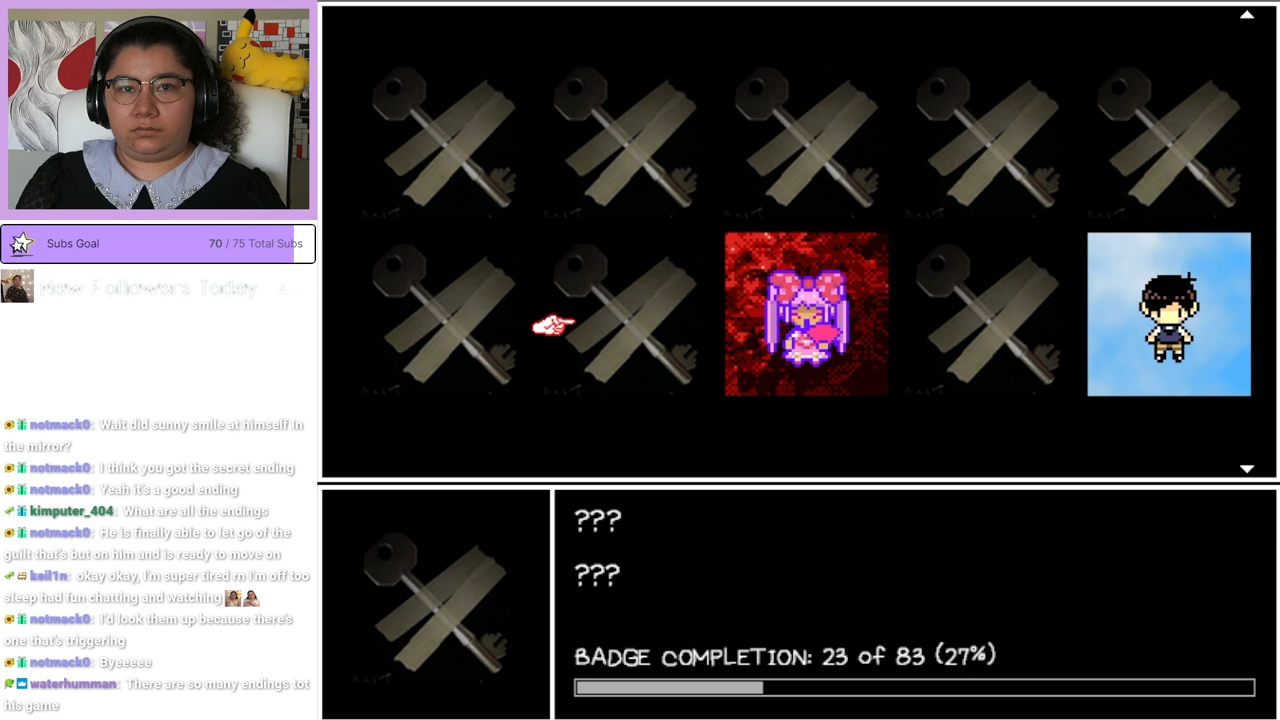 Subs Goal 70 / 75 Total Subs
New Followers Today
notmack0: Wait did sunny smile at himself in
the mirror?
notmack0: I think you got the secret ending
notmack0: Yeah it's a good ending
kimputer_404: What are all the endings
notmack0: He is finally able to let go of the
guilt that's but on him and is ready to move on
keil1n: okay okay, I'm super tired rn I'm off too
sleep had fun chatting and watching
notmack0: I'd look them up because there's
one that's triggering
notmack0: Byeeeee
waterhumman: There are so many endings tot
his game
???
???
BADGE COMPLETION: 23 of 83 (27%)